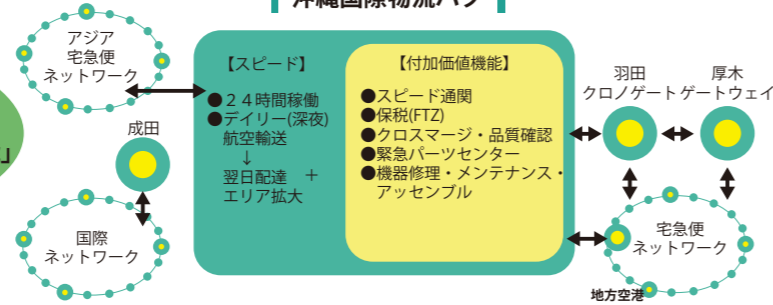 沖縄国際物流ハブ
アジア
宅急便
ネットワーク
」
成田
国際
ネットワーク
【スピード】
●２４時間稼働
●デイリー(深夜)
航空輸送
↓
翌日配達 +
エリア拡大
【付加価値機能】
●スピード通関
●保税(FTZ)
●クロスマージ・品質確認
●緊急パーツセンター
●機器修理・メンテナンス・
アッセンブル
羽田
クロノゲート
厚木
ゲートウェイ
宅急便
ネットワーク
地方空港